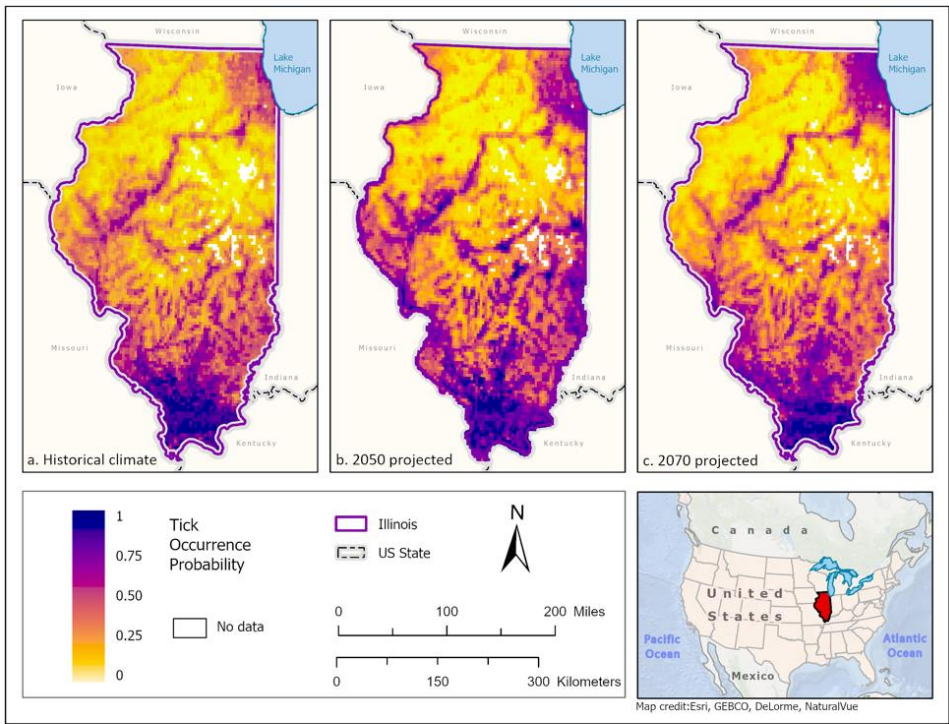 Wisconsin
Lake
Michigan
Iowa
Missouri
Indiana
Kentucky
a. Historical climate
Wisconsin
Lake
Michigan
Iowa
Missouri
Indiana
Kentucky
b. 2050 projected
Wisconsin
Lake
Michigan
Iowa
Missouri
Indiana
Kentucky
c. 2070 projected
1
0.75
0.50
0.25
0
Tick
Occurrence
Probability
No data
Illinois
US State
N
0 100 200 Miles
0 150 300 Kilometers
Canada
United
States
Pacific
Ocean
Atlantic
Ocean
Mexico
Map credit:Esri, GEBCO, DeLorme, NaturalVue